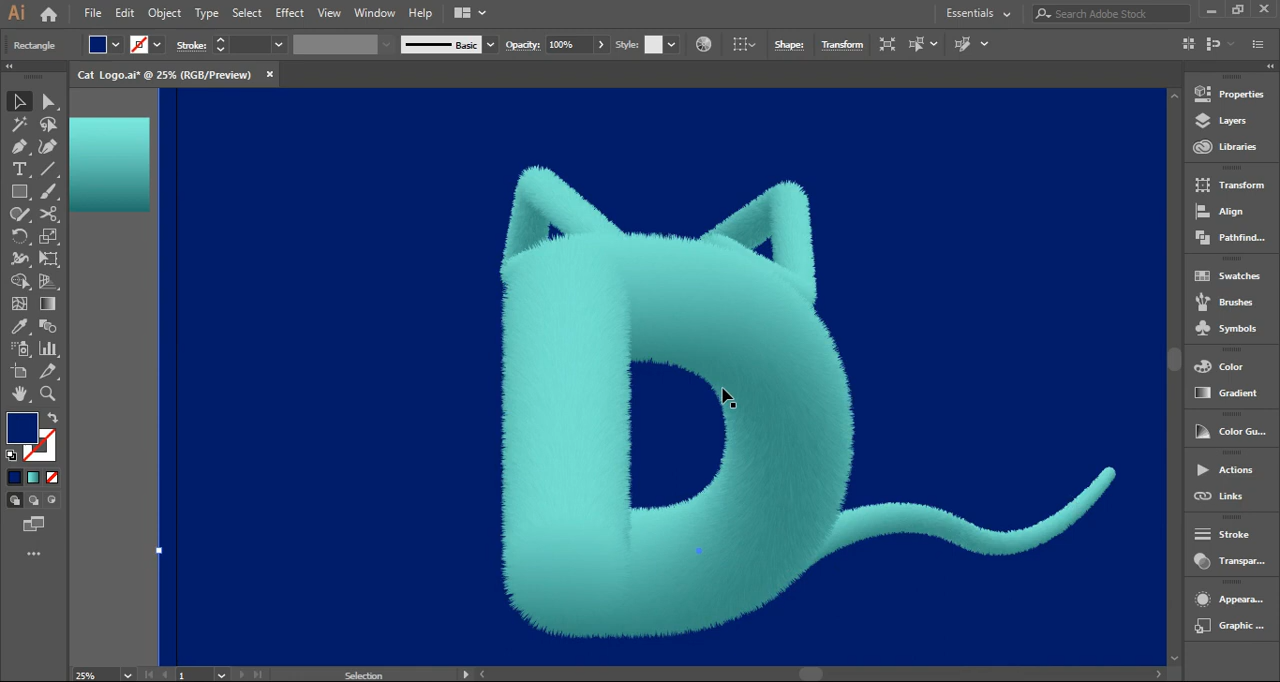 Ai File Edit Object Type Select Effect View Window Help Essentials Search Adobe Stock
Rectangle Stroke: Basic Opacity: 100% Style: Shape: Transform
Cat Logo.ai* @ 25% (RGB/Preview)
Properties
Layers
Libraries
Transform
Align
Pathfind...
Swatches
Brushes
Symbols
Color
Gradient
Color Gu...
Actions
Links
Stroke
Transpar...
Appeara...
Graphic ...
D
25% 1 Selection